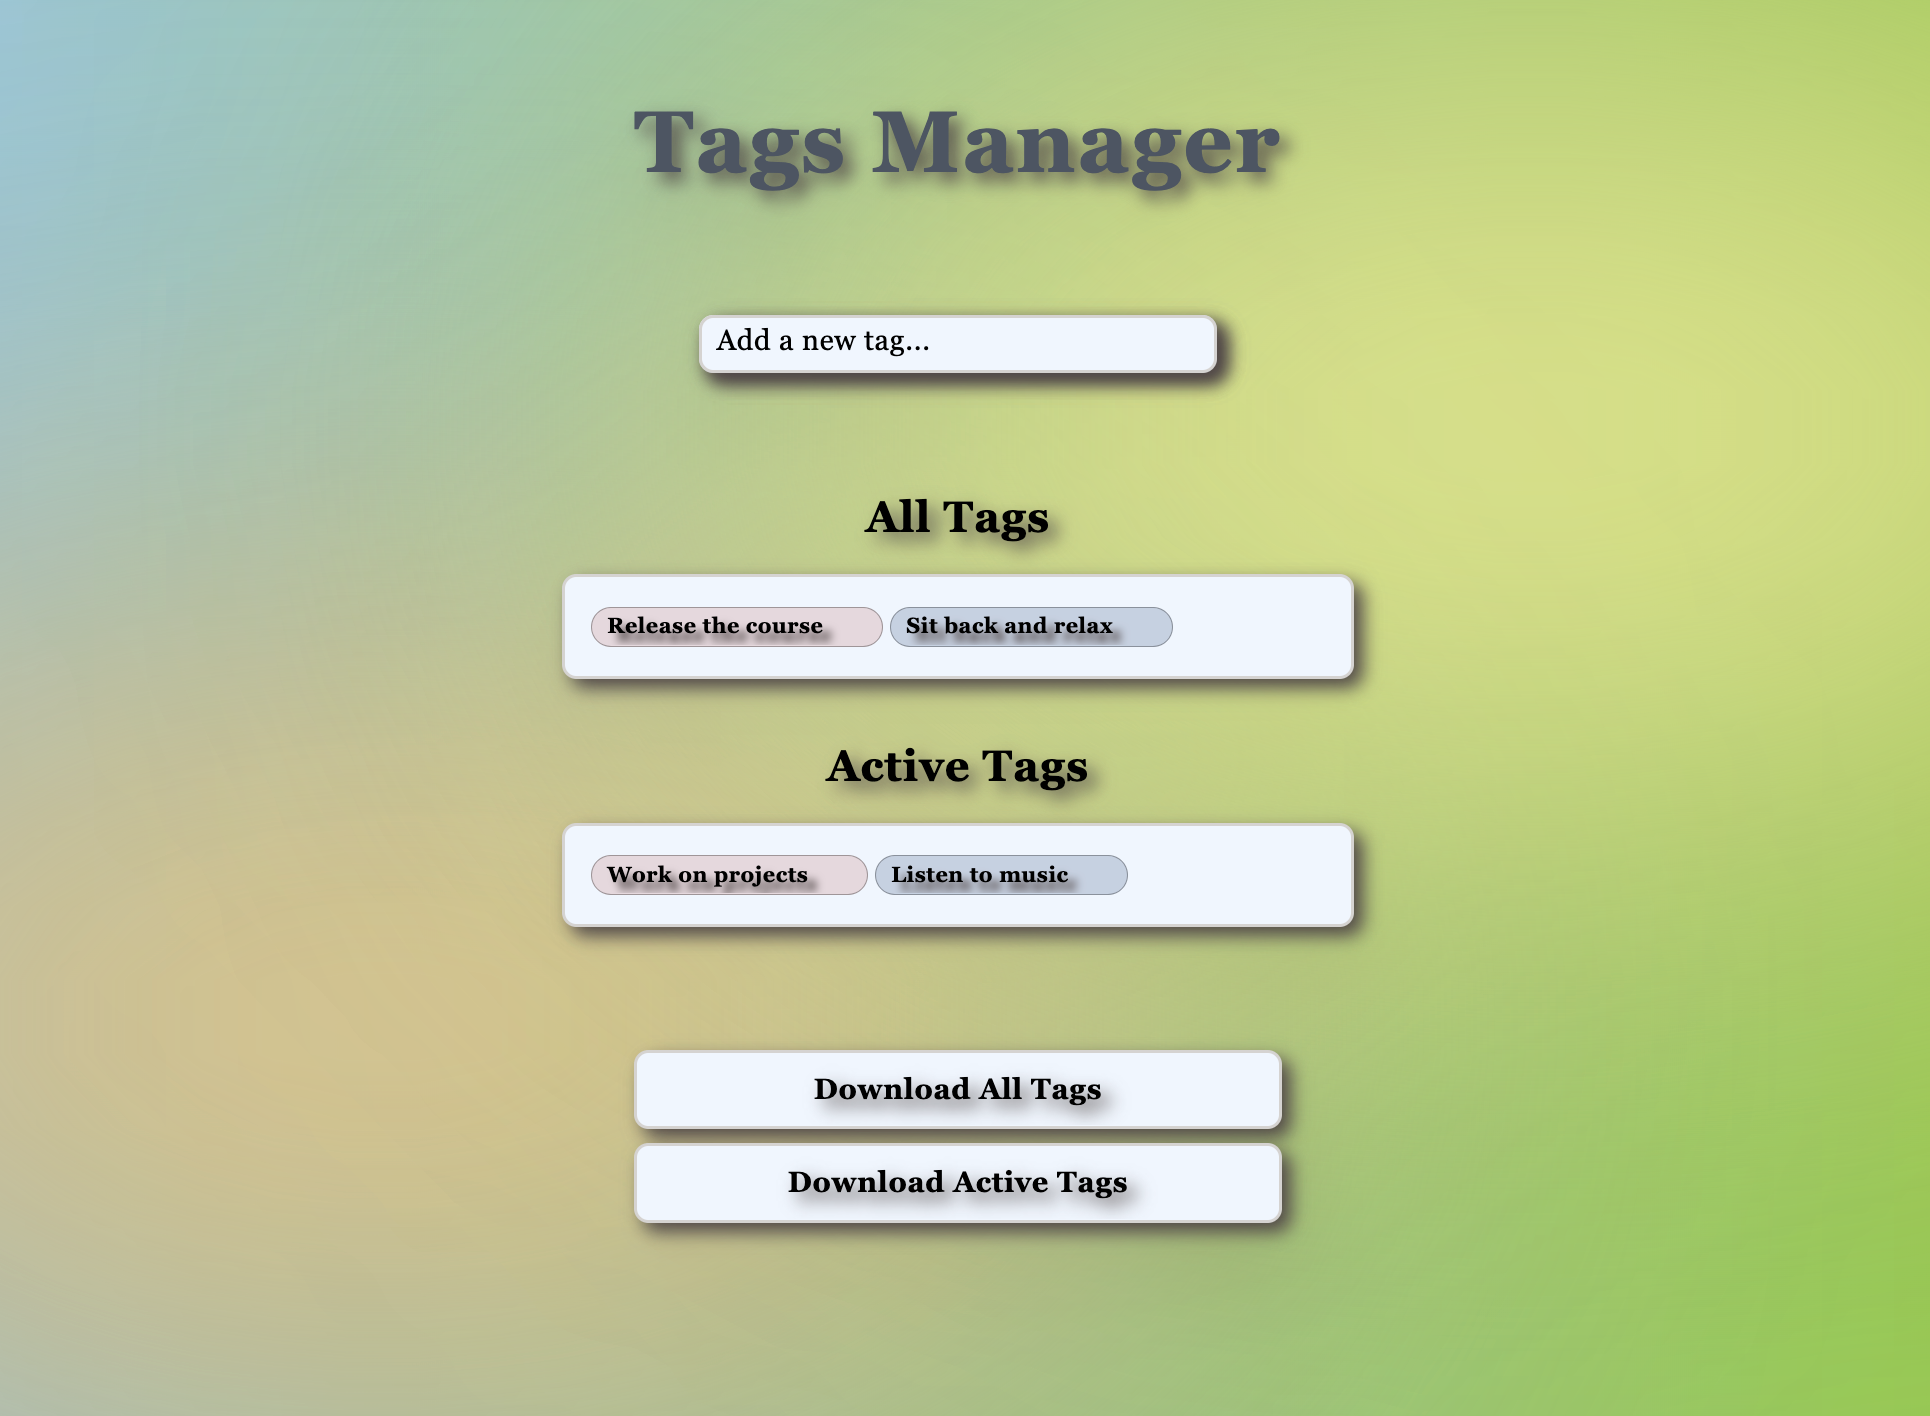 Tags Manager
Add a new tag...
All Tags
Release the course Sit back and relax
Active Tags
Work on projects Listen to music
Download All Tags
Download Active Tags